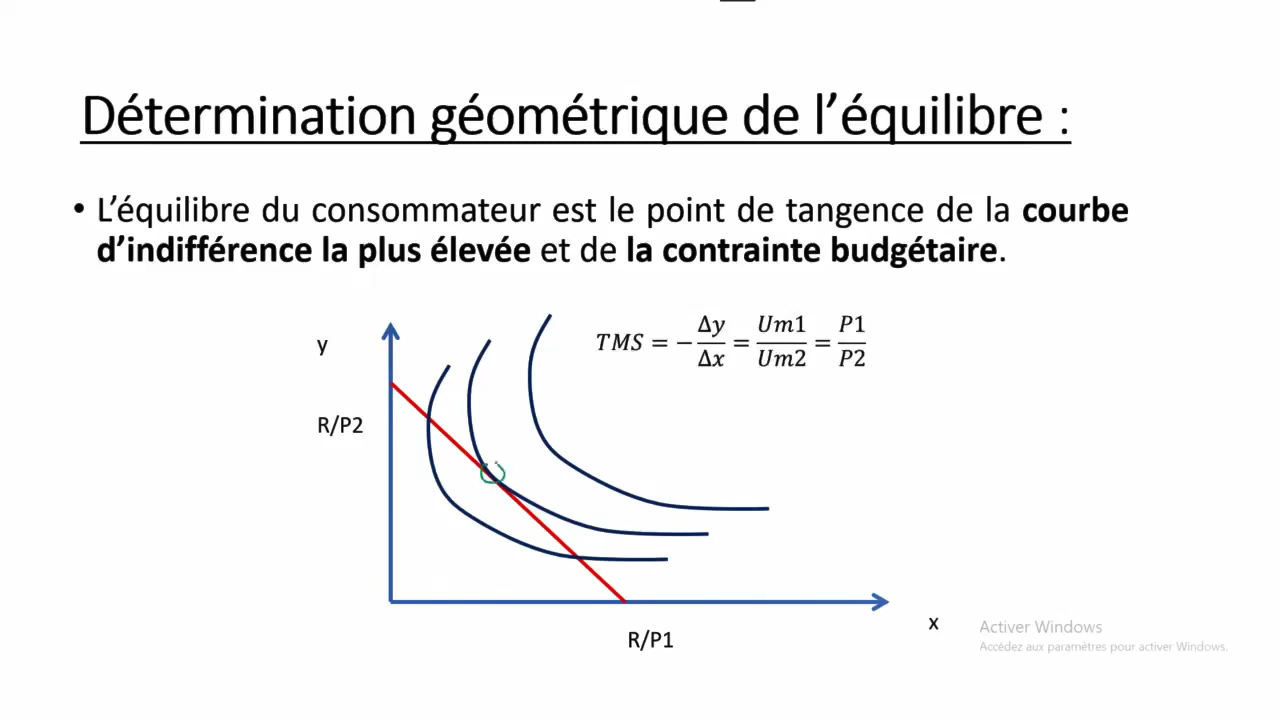 Détermination géométrique de l’équilibre :
• L’équilibre du consommateur est le point de tangence de la courbe
d’indifférence la plus élevée et de la contrainte budgétaire.
y
TMS = −Δy/Δx = Um1/Um2 = P1/P2
R/P2
x
R/P1
Activer Windows
Accédez aux paramètres pour activer Windows.